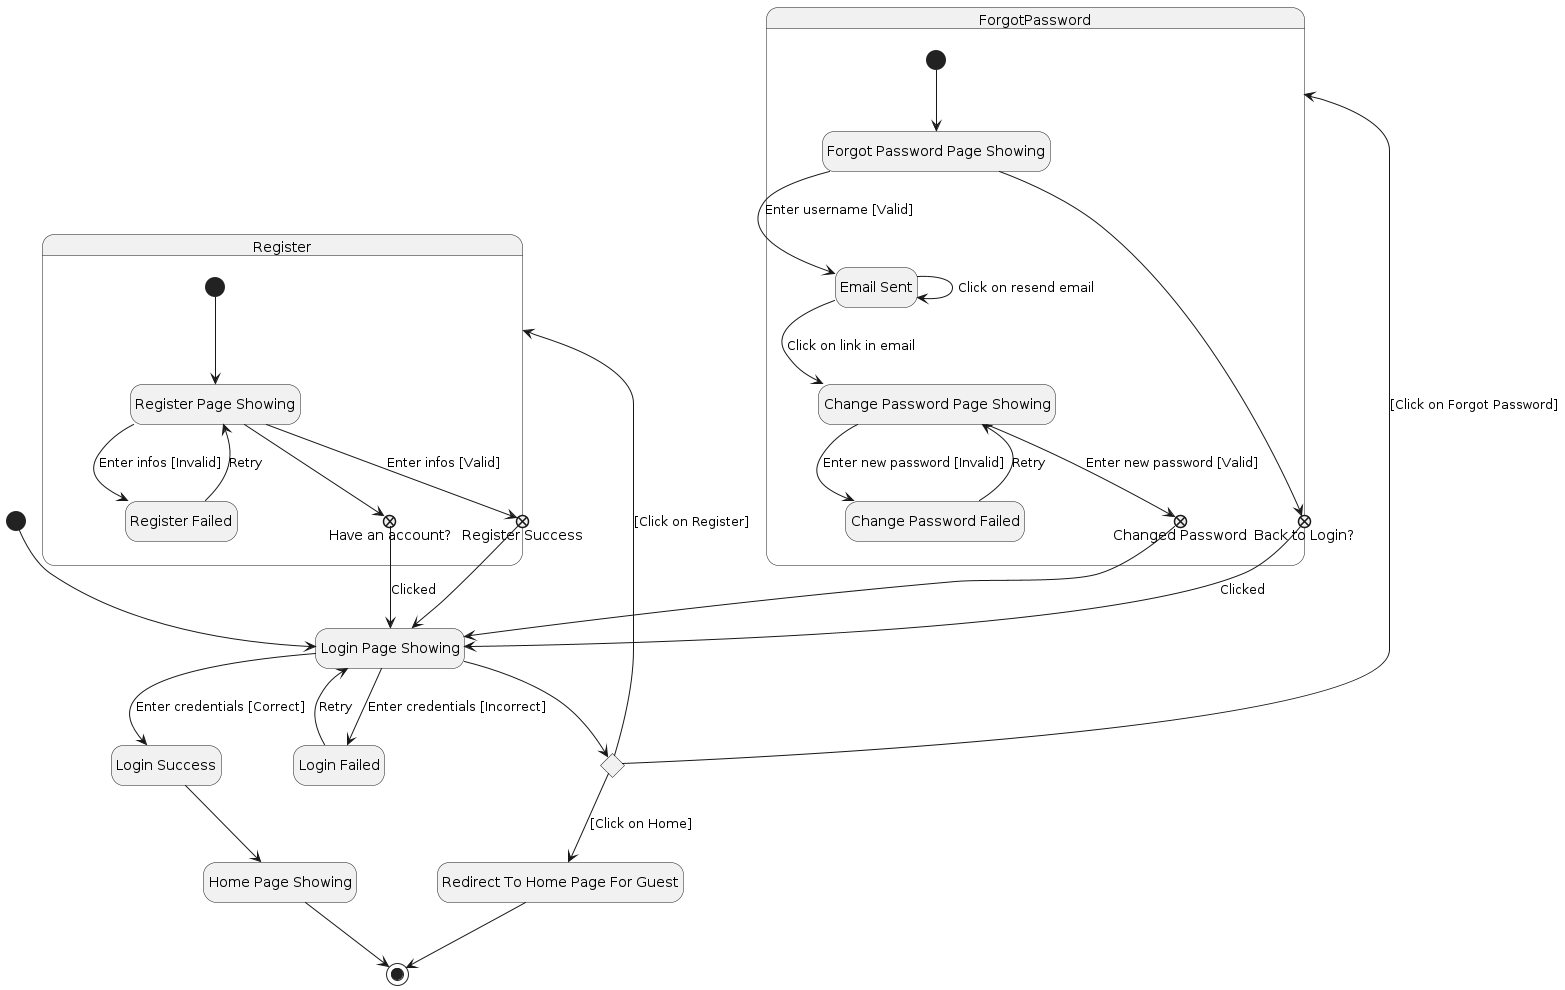 ForgotPassword
Forgot Password Page Showing
Enter username [Valid]
Register
Email Sent
Click on resend email
Click on link in email
Register Page Showing
Change Password Page Showing
[Click on Forgot Password]
Enter infos [Invalid]
Retry
Enter infos [Valid]
Enter new password [Invalid]
Retry
Enter new password [Valid]
Register Failed
Have an account?
Register Success
[Click on Register]
Change Password Failed
Changed Password
Back to Login?
Clicked
Clicked
Login Page Showing
Enter credentials [Correct]
Retry
Enter credentials [Incorrect]
Login Success
Login Failed
[Click on Home]
Home Page Showing
Redirect To Home Page For Guest